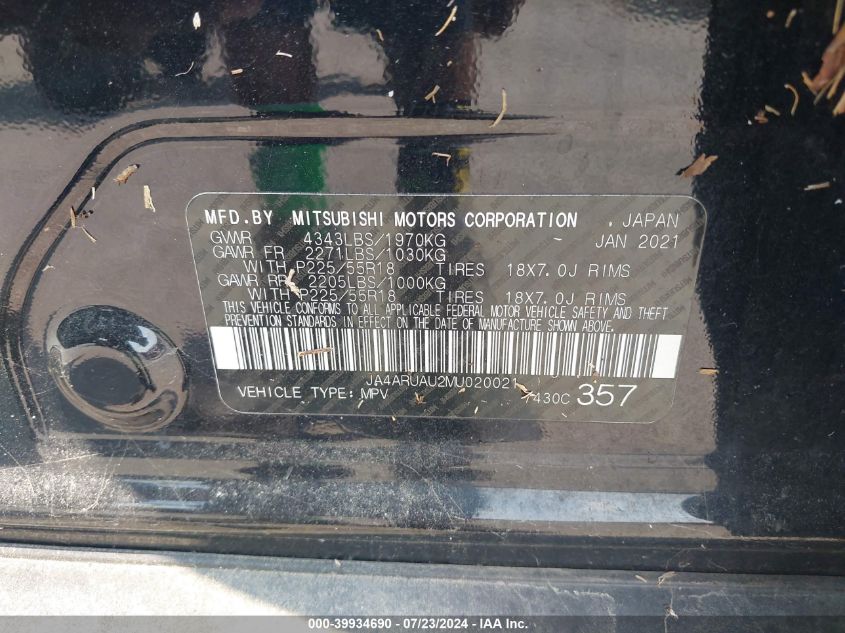 MFD.BY MITSUBISHI MOTORS CORPORATION JAPAN
GVWR 4343LBS/1970KG JAN 2021
GAWR FR 2271LBS/1030KG
WITH P225/55R18 TIRES 18X7.0J RIMS
GAWR RR 2205LBS/1000KG
WITH P225/55R18 TIRES 18X7.0J RIMS
THIS VEHICLE CONFORMS TO ALL APPLICABLE FEDERAL MOTOR VEHICLE SAFETY AND THEFT
PREVENTION STANDARDS IN EFFECT ON THE DATE OF MANUFACTURE SHOWN ABOVE.
JA4ARUAU2MU020021
VEHICLE TYPE: MPV 430C 357
000-39934690 / 07/23/2024 / IAA Inc.